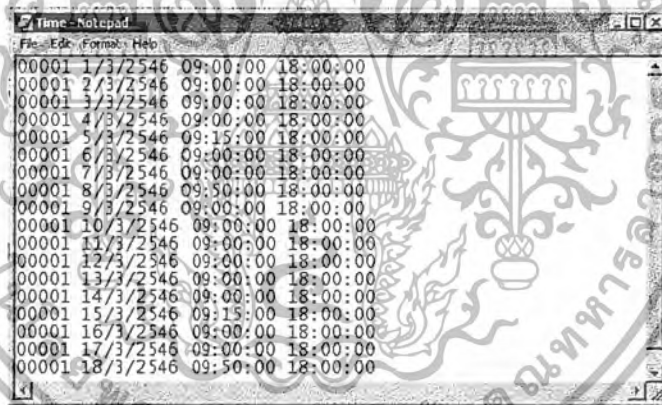 Time - Notepad
File Edit Format Help
00001 1/3/2546 09:00:00 18:00:00
00001 2/3/2546 09:00:00 18:00:00
00001 3/3/2546 09:00:00 18:00:00
00001 4/3/2546 09:00:00 18:00:00
00001 5/3/2546 09:15:00 18:00:00
00001 6/3/2546 09:00:00 18:00:00
00001 7/3/2546 09:00:00 18:00:00
00001 8/3/2546 09:50:00 18:00:00
00001 9/3/2546 09:00:00 18:00:00
00001 10/3/2546 09:00:00 18:00:00
00001 11/3/2546 09:00:00 18:00:00
00001 12/3/2546 09:00:00 18:00:00
00001 13/3/2546 09:00:00 18:00:00
00001 14/3/2546 09:00:00 18:00:00
00001 15/3/2546 09:15:00 18:00:00
00001 16/3/2546 09:00:00 18:00:00
00001 17/3/2546 09:00:00 18:00:00
00001 18/3/2546 09:50:00 18:00:00